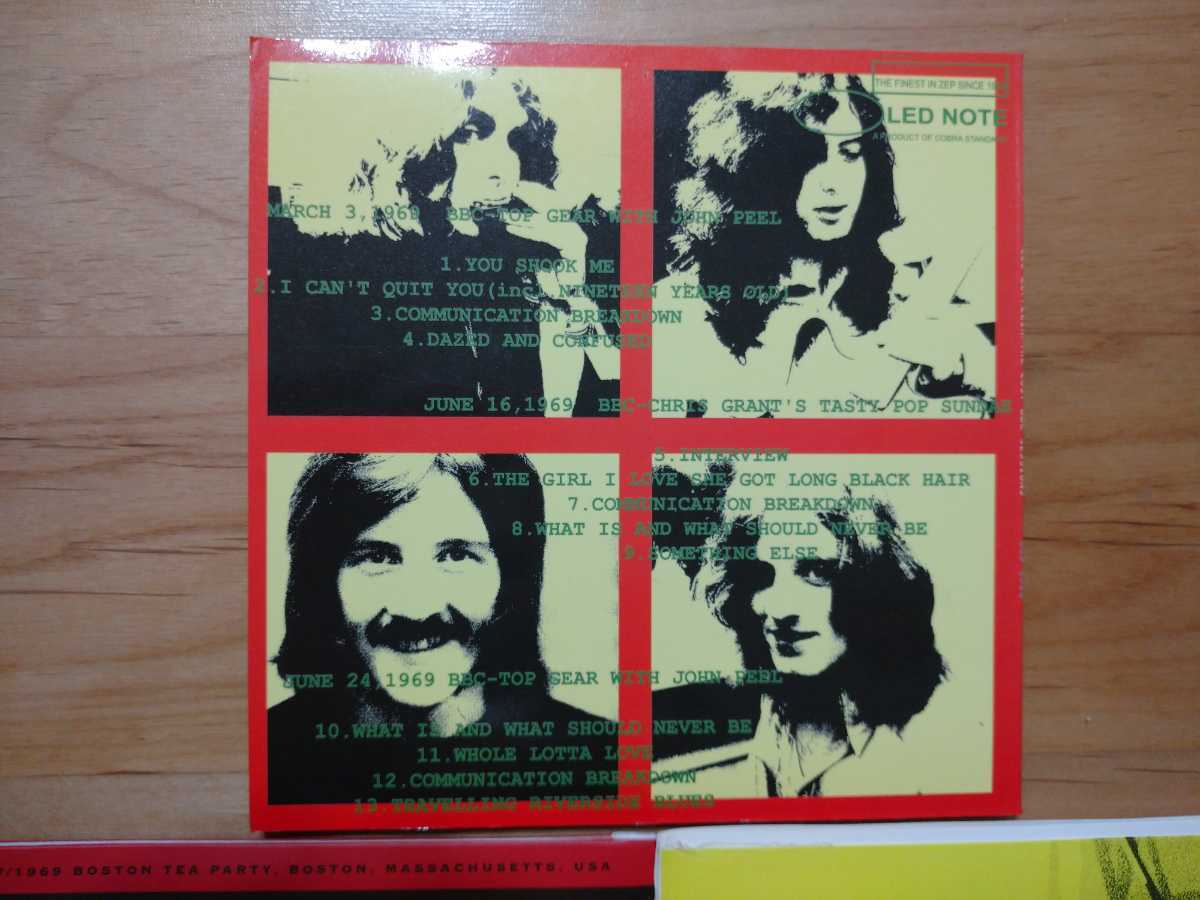 THE FINEST IN ZEP SINCE
LED NOTE
A PRODUCT OF COBRA STANDARD
MARCH 3,1969 BBC-TOP GEAR WITH JOHN PEEL
1.YOU SHOOK ME
2.I CAN'T QUIT YOU(incl NINETEEN YEARS OLD)
3.COMMUNICATION BREAKDOWN
4.DAZED AND CONFUSED
JUNE 16,1969 BBC-CHRIS GRANT'S TASTY POP SUNDAE
5.INTERVIEW
6.THE GIRL I LOVE SHE GOT LONG BLACK HAIR
7.COMMUNICATION BREAKDOWN
8.WHAT IS AND WHAT SHOULD NEVER BE
9.SOMETHING ELSE
JUNE 24,1969 BBC-TOP GEAR WITH JOHN PEEL
10.WHAT IS AND WHAT SHOULD NEVER BE
11.WHOLE LOTTA LOVE
12.COMMUNICATION BREAKDOWN
13.TRAVELLING RIVERSIDE BLUES
/1969 BOSTON TEA PARTY, BOSTON, MASSACHUSETTS, USA